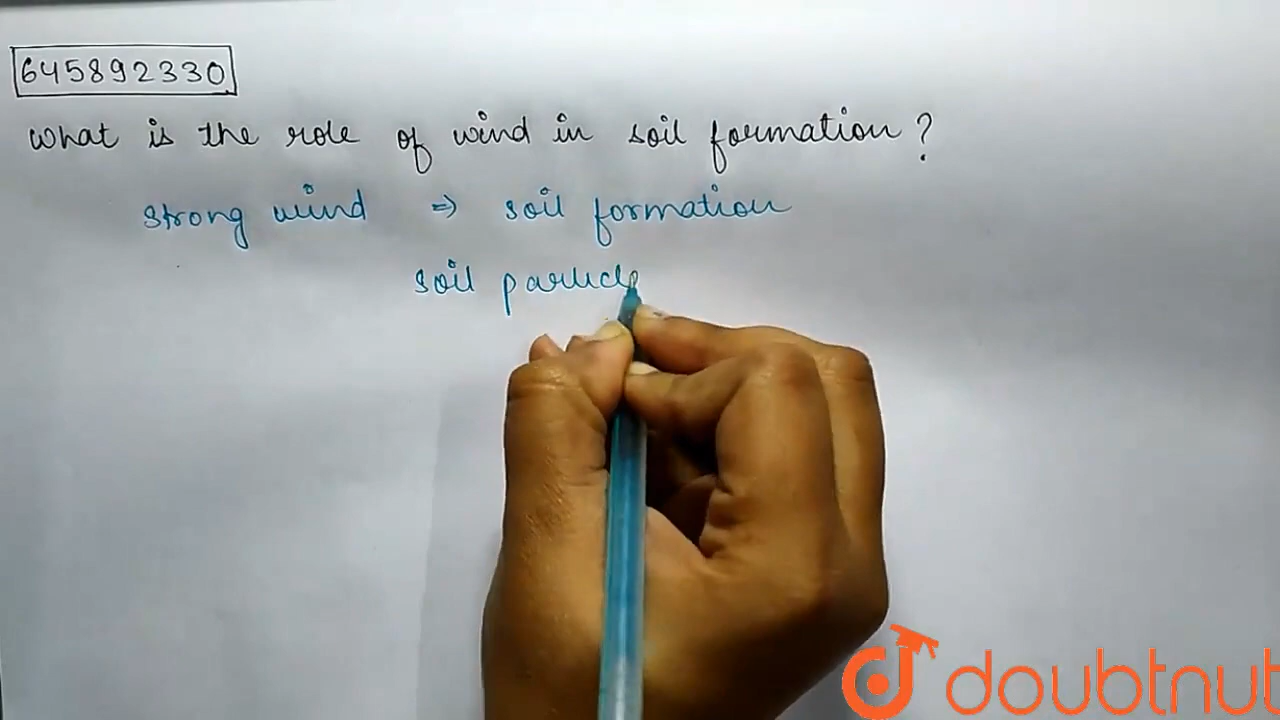 645892330
What is the role of wind in soil formation?
Strong wind ⇒ soil formation
soil particle
doubtnut